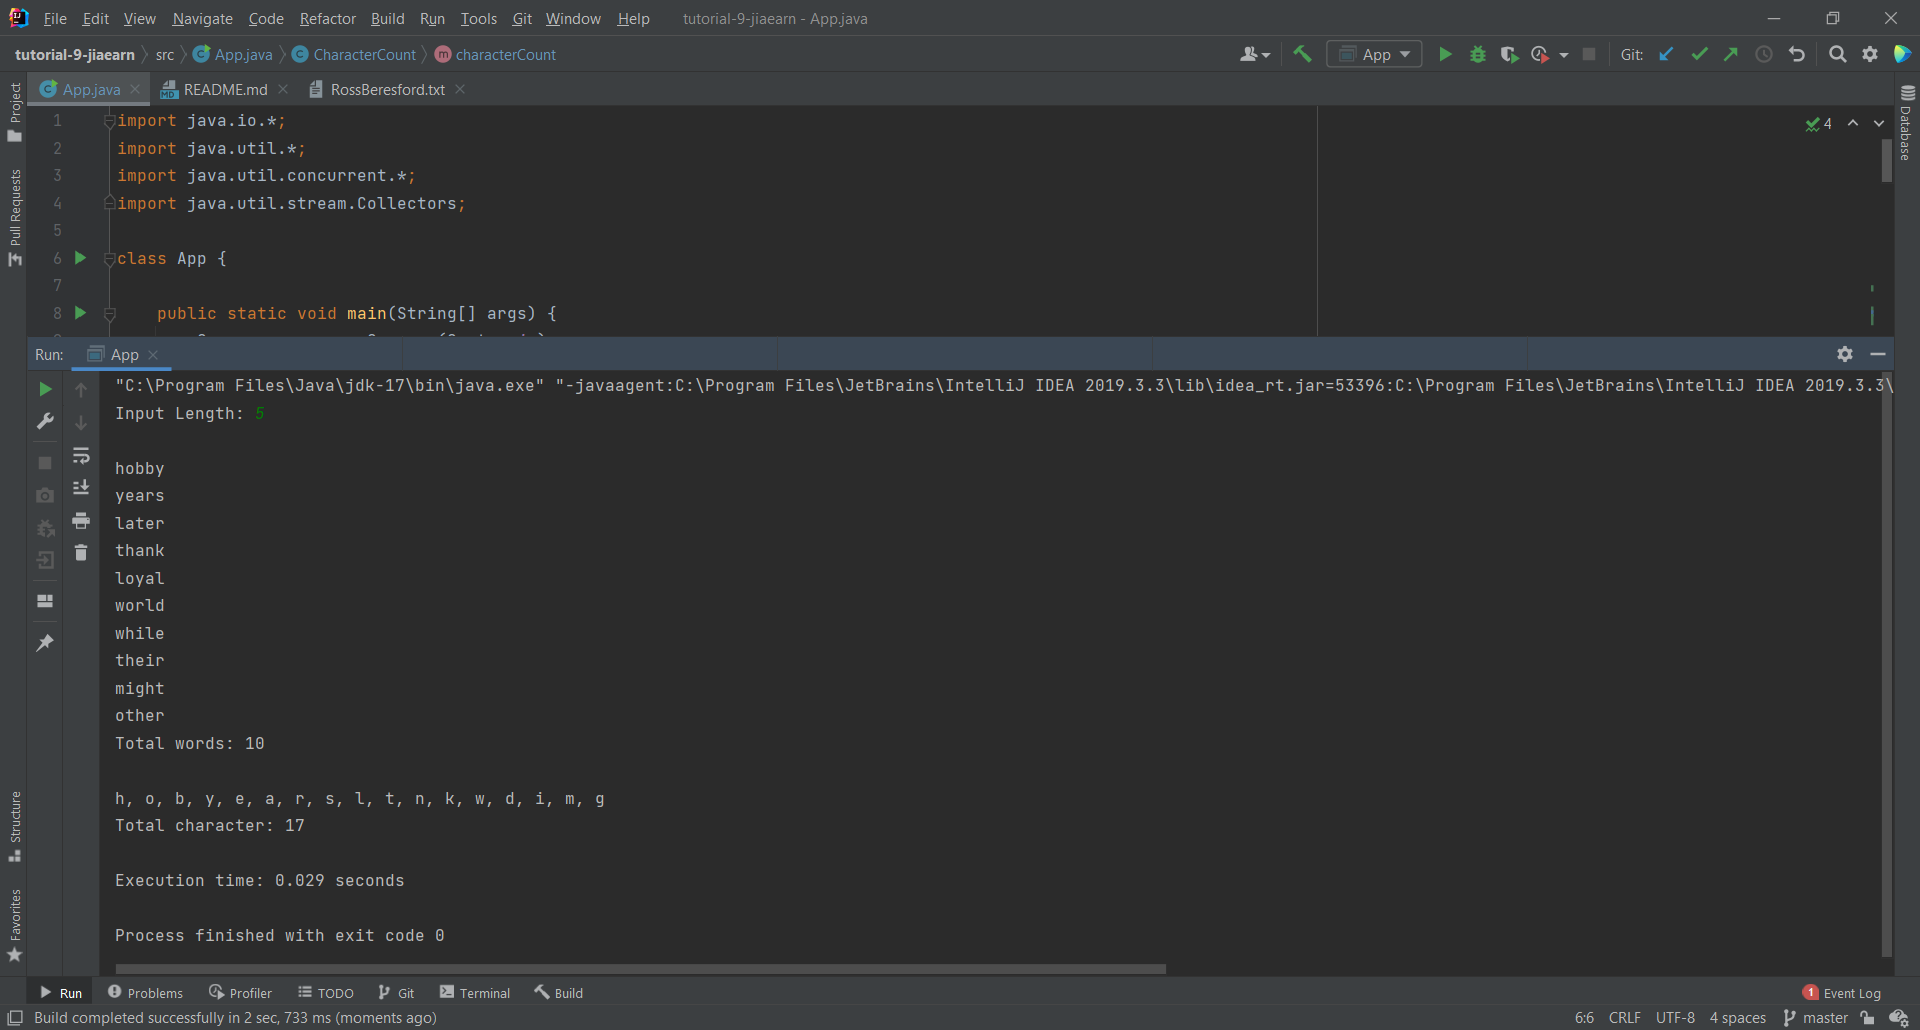 File Edit View Navigate Code Refactor Build Run Tools Git Window Help tutorial-9-jiaearn - App.java
tutorial-9-jiaearn src App.java CharacterCount characterCount App Git:
App.java README.md RossBeresford.txt
Project
Pull Requests
Structure
Favorites
Database
4
1 import java.io.*;
2 import java.util.*;
3 import java.util.concurrent.*;
4 import java.util.stream.Collectors;
5
6 class App {
7
8 public static void main(String[] args) {
Run: App
"C:\Program Files\Java\jdk-17\bin\java.exe" "-javaagent:C:\Program Files\JetBrains\IntelliJ IDEA 2019.3.3\lib\idea_rt.jar=53396:C:\Program Files\JetBrains\IntelliJ IDEA 2019.3.3\
Input Length: 5
hobby
years
later
thank
loyal
world
while
their
might
other
Total words: 10
h, o, b, y, e, a, r, s, l, t, n, k, w, d, i, m, g
Total character: 17
Execution time: 0.029 seconds
Process finished with exit code 0
Run Problems Profiler TODO Git Terminal Build 1 Event Log
Build completed successfully in 2 sec, 733 ms (moments ago) 6:6 CRLF UTF-8 4 spaces master